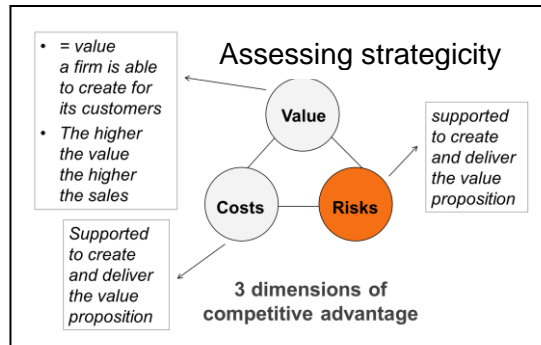 Assessing strategicity
• = value
a firm is able
to create for
its customers
• The higher
the value
the higher
the sales
Value
supported
to create
and deliver
the value
proposition
Costs
Risks
Supported
to create
and deliver
the value
proposition
3 dimensions of
competitive advantage